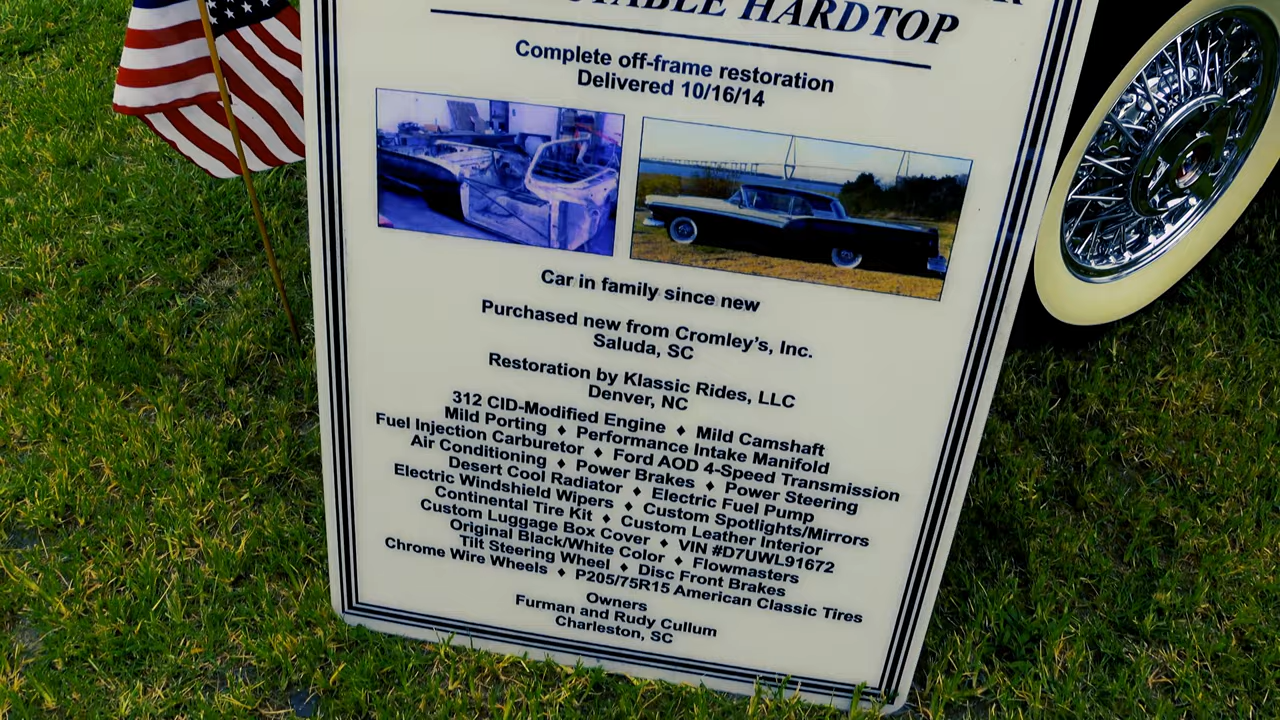 TABLE HARDTOP
Complete off-frame restoration
Delivered 10/16/14
Car in family since new
Purchased new from Cromley's, Inc.
Saluda, SC
Restoration by Klassic Rides, LLC
Denver, NC
312 CID-Modified Engine ♦ Mild Camshaft
Mild Porting ♦ Performance Intake Manifold
Fuel Injection Carburetor ♦ Ford AOD 4-Speed Transmission
Air Conditioning ♦ Power Brakes ♦ Power Steering
Desert Cool Radiator ♦ Electric Fuel Pump
Electric Windshield Wipers ♦ Custom Spotlights/Mirrors
Continental Tire Kit ♦ Custom Leather Interior
Custom Luggage Box Cover ♦ VIN #D7UWL91672
Original Black/White Color ♦ Flowmasters
Tilt Steering Wheel ♦ Disc Front Brakes
Chrome Wire Wheels ♦ P205/75R15 American Classic Tires
Owners
Furman and Rudy Cullum
Charleston, SC